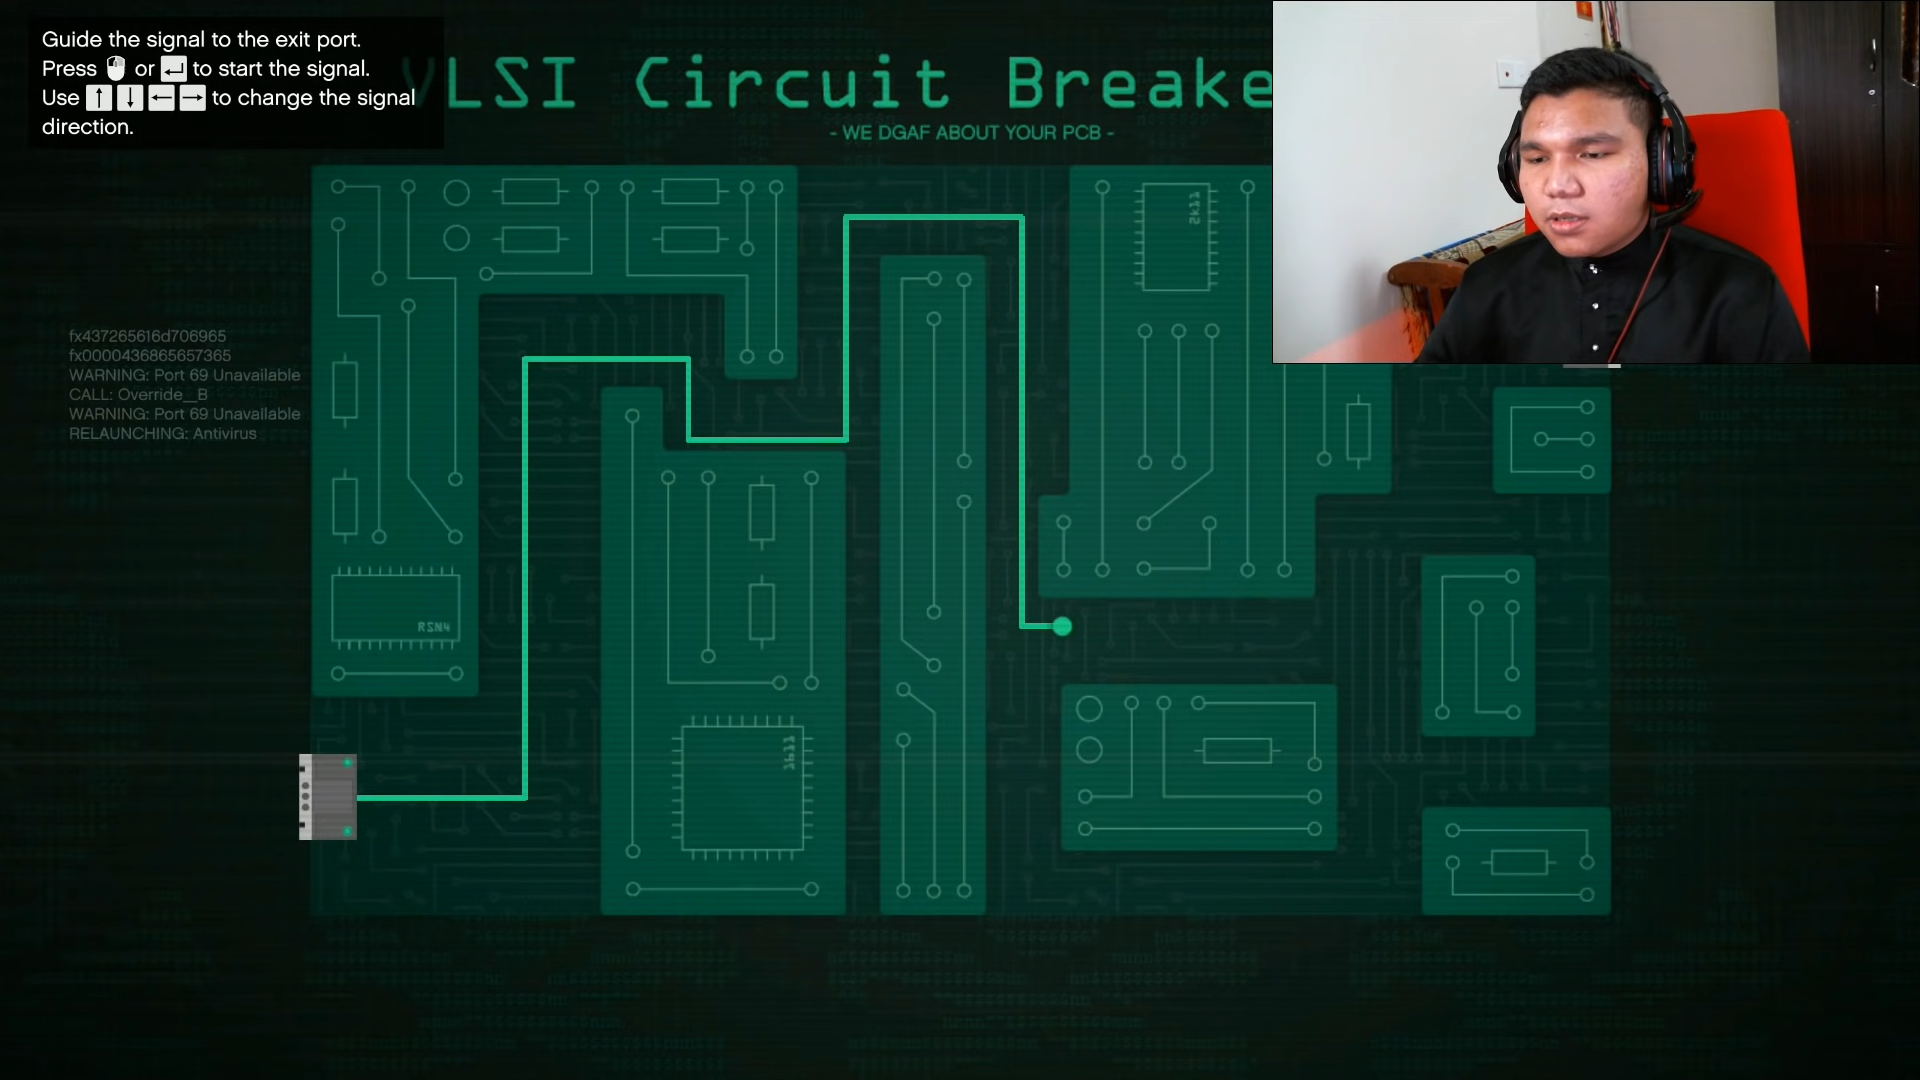 Guide the signal to the exit port.
Press or to start the signal.
Use to change the signal
direction.
VLSI Circuit Breake
- WE DGAF ABOUT YOUR PCB -
fx437265616d706965
fx0000436865657365
WARNING: Port 69 Unavailable
CALL: Override_B
WARNING: Port 69 Unavailable
RELAUNCHING: Antivirus
RSN4